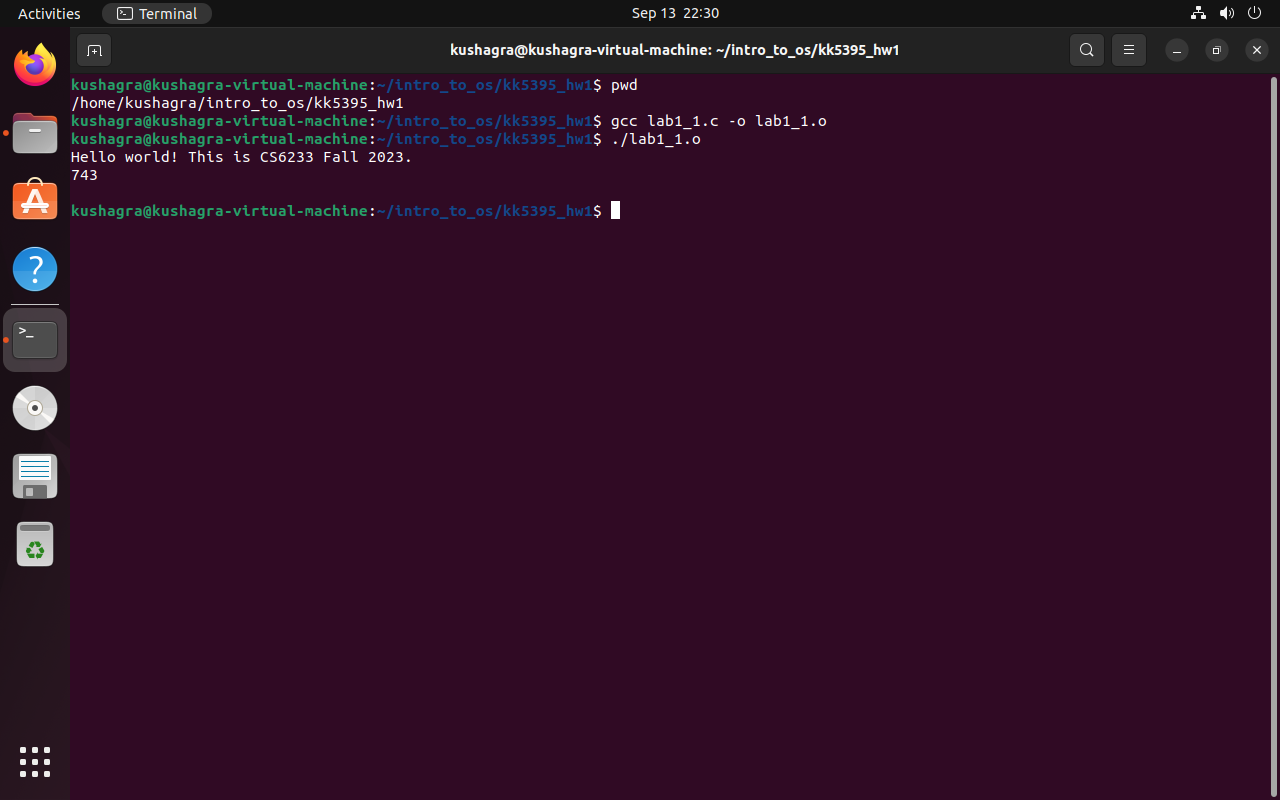 Activities
Terminal
Sep 13 22:30
kushagra@kushagra-virtual-machine: ~/intro_to_os/kk5395_hw1
kushagra@kushagra-virtual-machine:~/intro_to_os/kk5395_hw1$ pwd
/home/kushagra/intro_to_os/kk5395_hw1
kushagra@kushagra-virtual-machine:~/intro_to_os/kk5395_hw1$ gcc lab1_1.c -o lab1_1.o
kushagra@kushagra-virtual-machine:~/intro_to_os/kk5395_hw1$ ./lab1_1.o
Hello world! This is CS6233 Fall 2023.
743
kushagra@kushagra-virtual-machine:~/intro_to_os/kk5395_hw1$